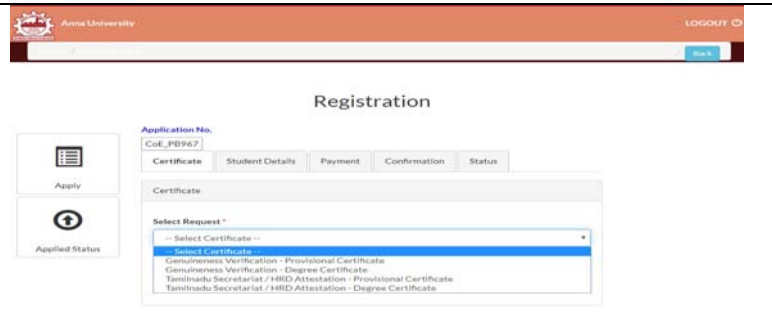 Anna University
LOGOUT
Back
Registration
Application No.
CoE_PB967
Certificate
Student Details
Payment
Confirmation
Status
Apply
Applied Status
Certificate
Select Request *
-- Select Certificate --
-- Select Certificate --
Genuineness Verification - Provisional Certificate
Genuineness Verification - Degree Certificate
Tamilnadu Secretariat / HRD Attestation - Provisional Certificate
Tamilnadu Secretariat / HRD Attestation - Degree Certificate